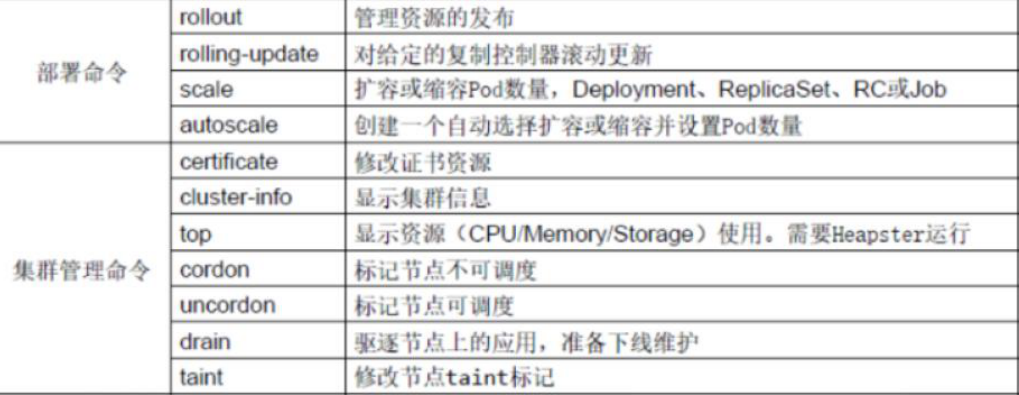 部署命令
rollout 管理资源的发布
rolling-update 对给定的复制控制器滚动更新
scale 扩容或缩容Pod数量，Deployment、ReplicaSet、RC或Job
autoscale 创建一个自动选择扩容或缩容并设置Pod数量
集群管理命令
certificate 修改证书资源
cluster-info 显示集群信息
top 显示资源（CPU/Memory/Storage）使用。需要Heapster运行
cordon 标记节点不可调度
uncordon 标记节点可调度
drain 驱逐节点上的应用，准备下线维护
taint 修改节点taint标记